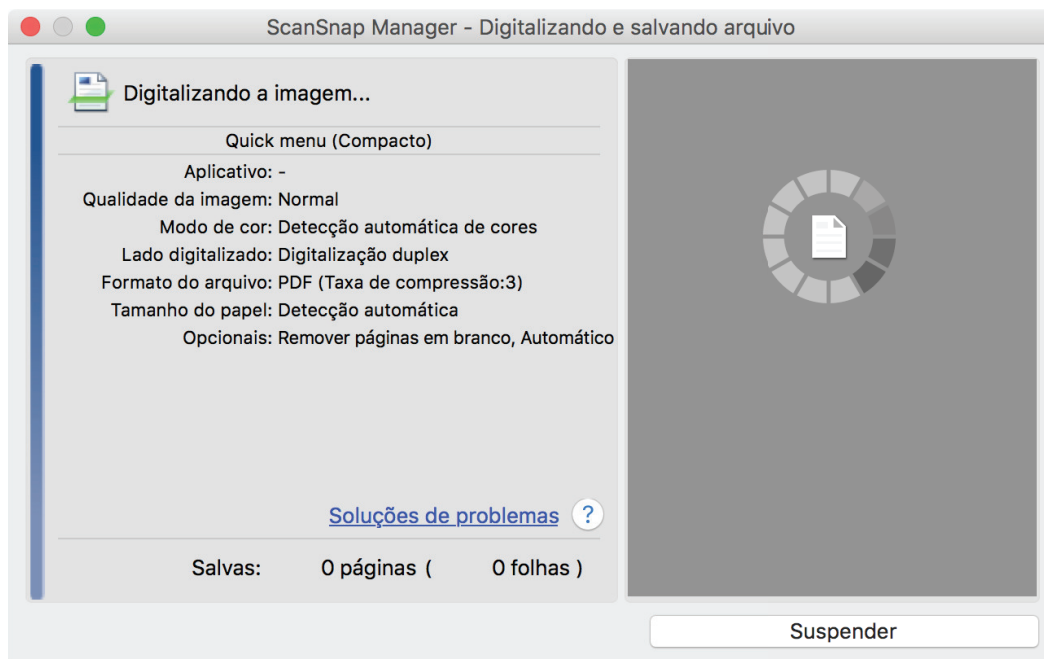 ScanSnap Manager - Digitalizando e salvando arquivo
Digitalizando a imagem...
Quick menu (Compacto)
Aplicativo: -
Qualidade da imagem: Normal
Modo de cor: Detecção automática de cores
Lado digitalizado: Digitalização duplex
Formato do arquivo: PDF (Taxa de compressão:3)
Tamanho do papel: Detecção automática
Opcionais: Remover páginas em branco, Automático
Soluções de problemas ?
Salvas: 0 páginas ( 0 folhas )
Suspender